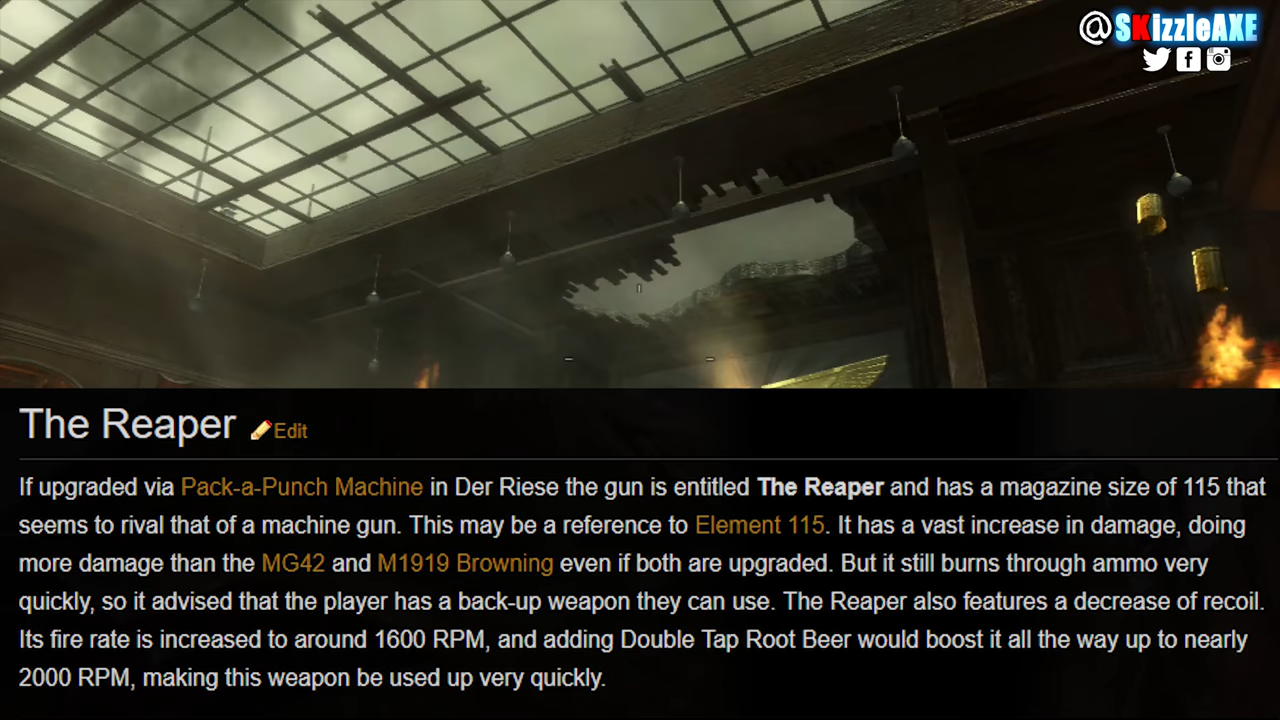 @SKizzleAXE
The Reaper Edit
If upgraded via Pack-a-Punch Machine in Der Riese the gun is entitled The Reaper and has a magazine size of 115 that
seems to rival that of a machine gun. This may be a reference to Element 115. It has a vast increase in damage, doing
more damage than the MG42 and M1919 Browning even if both are upgraded. But it still burns through ammo very
quickly, so it advised that the player has a back-up weapon they can use. The Reaper also features a decrease of recoil.
Its fire rate is increased to around 1600 RPM, and adding Double Tap Root Beer would boost it all the way up to nearly
2000 RPM, making this weapon be used up very quickly.